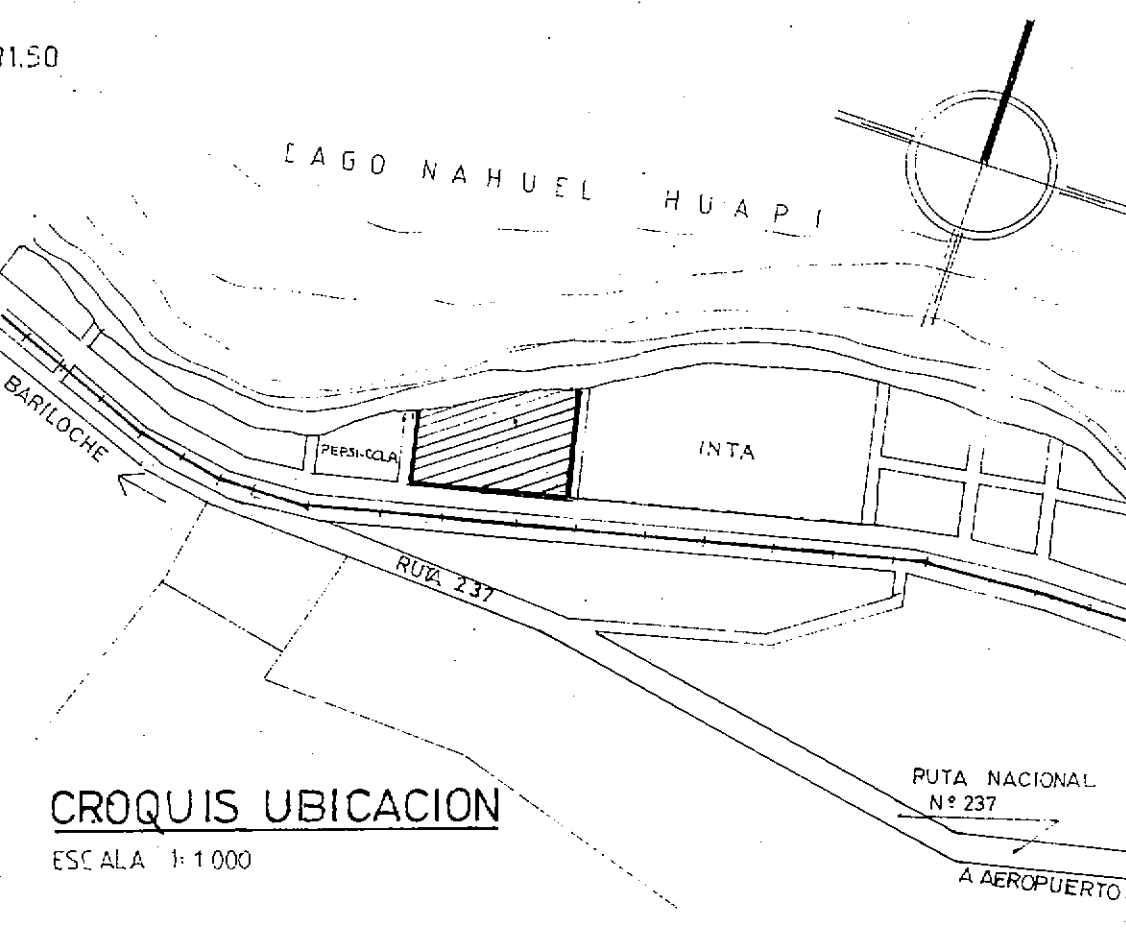 31.50
LAGO NAHUEL HUAPI
BARILOCHE
PEPSI-COLA
INTA
RUTA 237
RUTA NACIONAL
Nº 237
CROQUIS UBICACION
ESCALA 1:1000
A AEROPUERTO